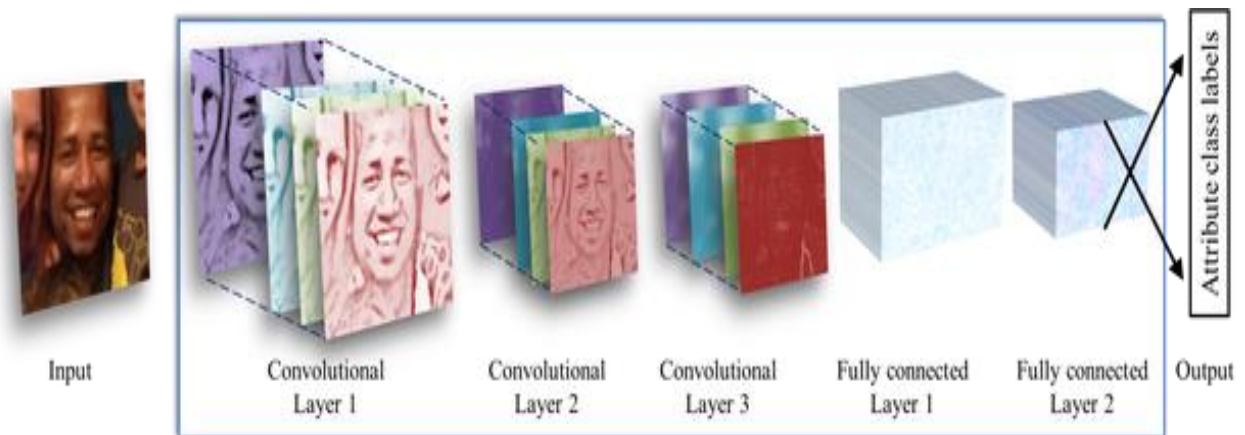 Input
Convolutional
Layer 1
Convolutional
Layer 2
Convolutional
Layer 3
Fully connected
Layer 1
Fully connected
Layer 2
Output
Attribute class labels